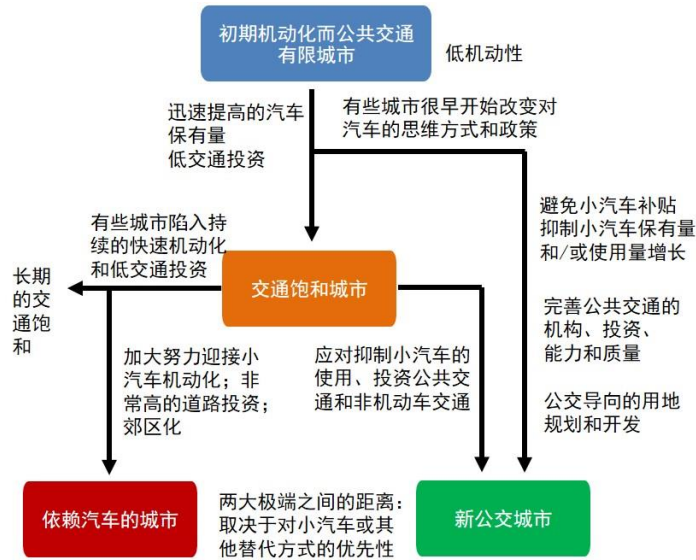 初期机动化而公共交通
有限城市
低机动性
迅速提高的汽车
保有量
低交通投资
有些城市很早开始改变对
汽车的思维方式和政策
避免小汽车补贴
抑制小汽车保有量
和/或使用量增长
有些城市陷入持
续的快速机动化
和低交通投资
长期
的交
通饱
和
交通饱和城市
完善公共交通的
机构、投资、
能力和质量
加大努力迎接小
汽车机动化；非
常高的道路投资；
郊区化
应对抑制小汽车的
使用、投资公共交
通和非机动车交通
公交导向的用地
规划和开发
依赖汽车的城市
两大极端之间的距离：
取决于对小汽车或其
他替代方式的优先性
新公交城市